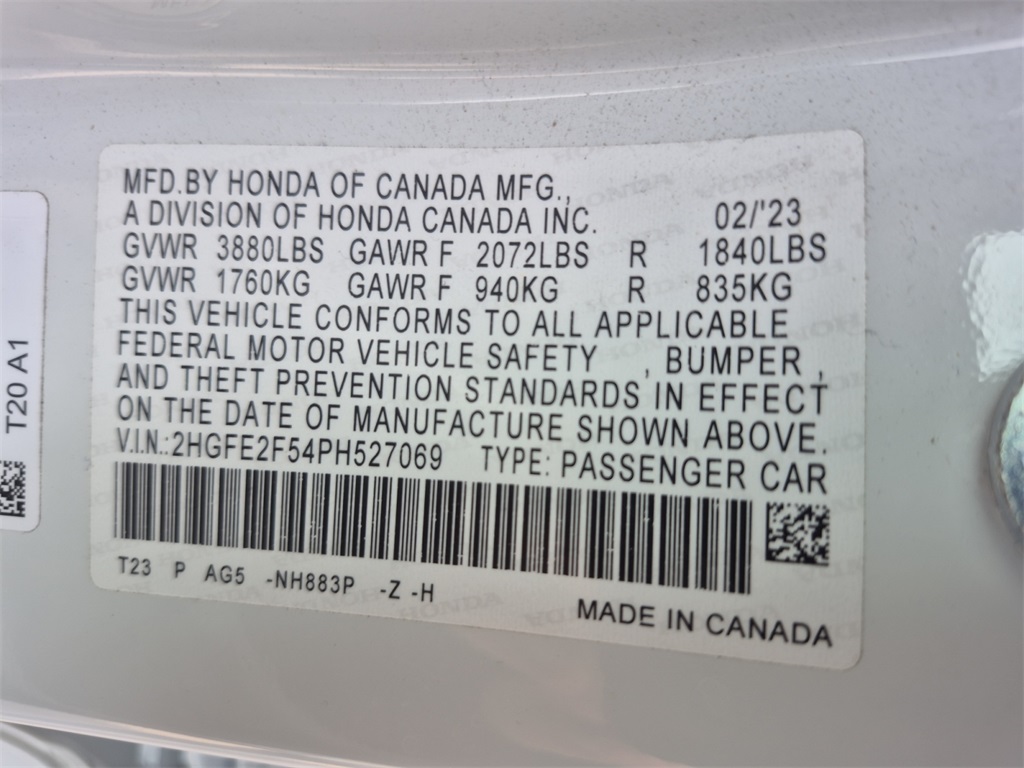 MFD.BY HONDA OF CANADA MFG.,
A DIVISION OF HONDA CANADA INC. 02/'23
GVWR 3880LBS GAWR F 2072LBS R 1840LBS
GVWR 1760KG GAWR F 940KG R 835KG
THIS VEHICLE CONFORMS TO ALL APPLICABLE
FEDERAL MOTOR VEHICLE SAFETY , BUMPER ,
AND THEFT PREVENTION STANDARDS IN EFFECT
ON THE DATE OF MANUFACTURE SHOWN ABOVE.
V.I.N.:2HGFE2F54PH527069 TYPE: PASSENGER CAR
T23 P AG5 -NH883P -Z -H
MADE IN CANADA
T20 A1